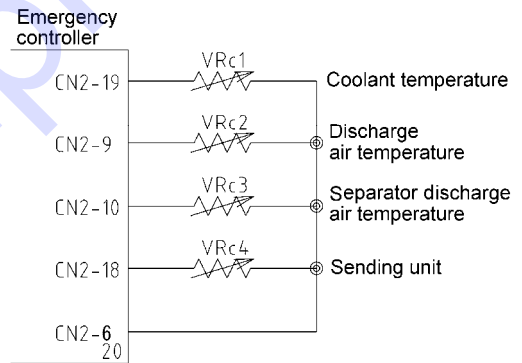 Emergency
controller
VRc1
CN2-19
Coolant temperature
VRc2
CN2-9
Discharge
air temperature
VRc3
CN2-10
Separator discharge
air temperature
VRc4
CN2-18
Sending unit
CN2-6
20